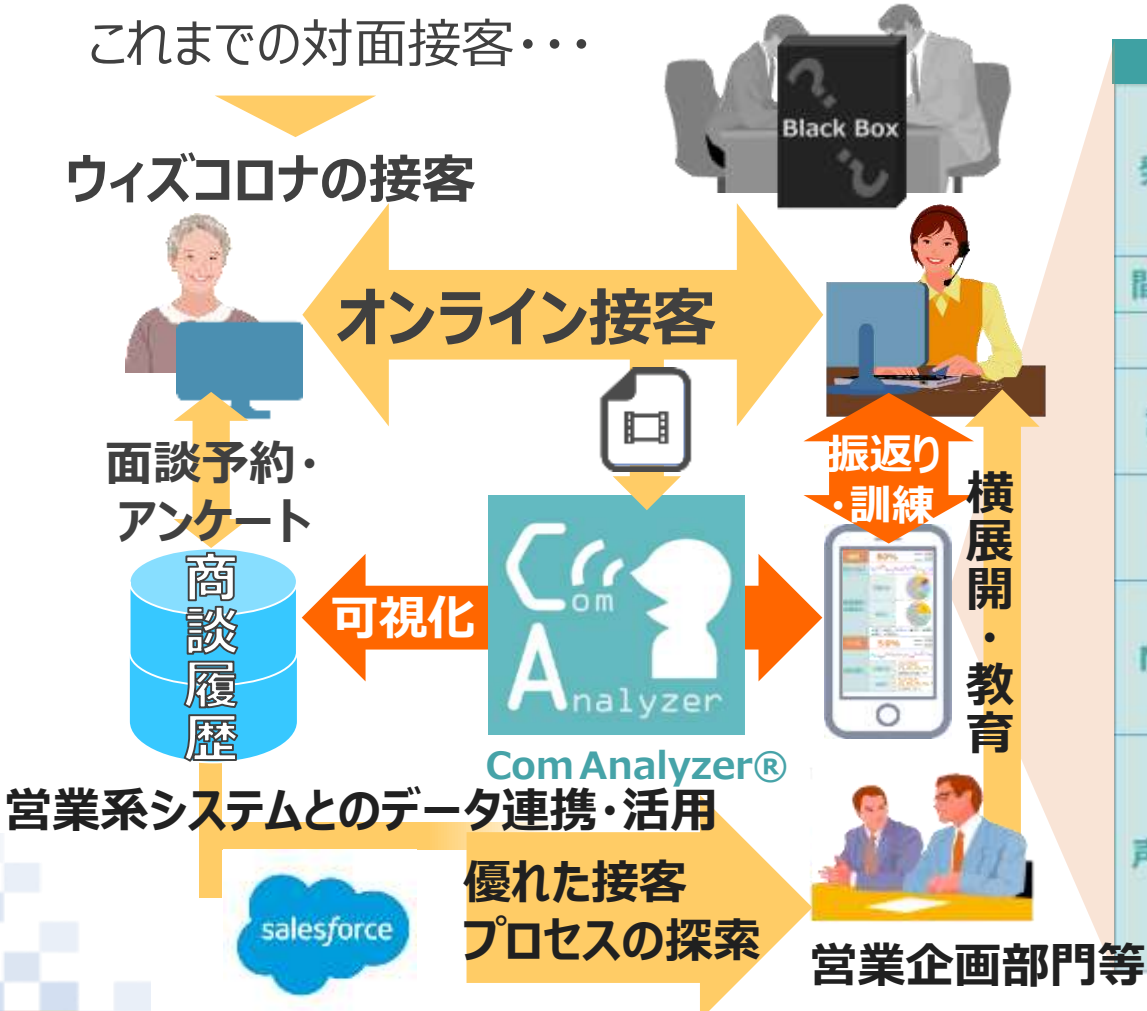 これまでの対面接客・・・
Black Box
ウィズコロナの接客
オンライン接客
面談予約・
アンケート
振返り
・訓練
横展開・教育
商談履歴
可視化
Com
Analyzer
ComAnalyzer®
営業系システムとのデータ連携・活用
salesforce
優れた接客
プロセスの探索
営業企画部門等